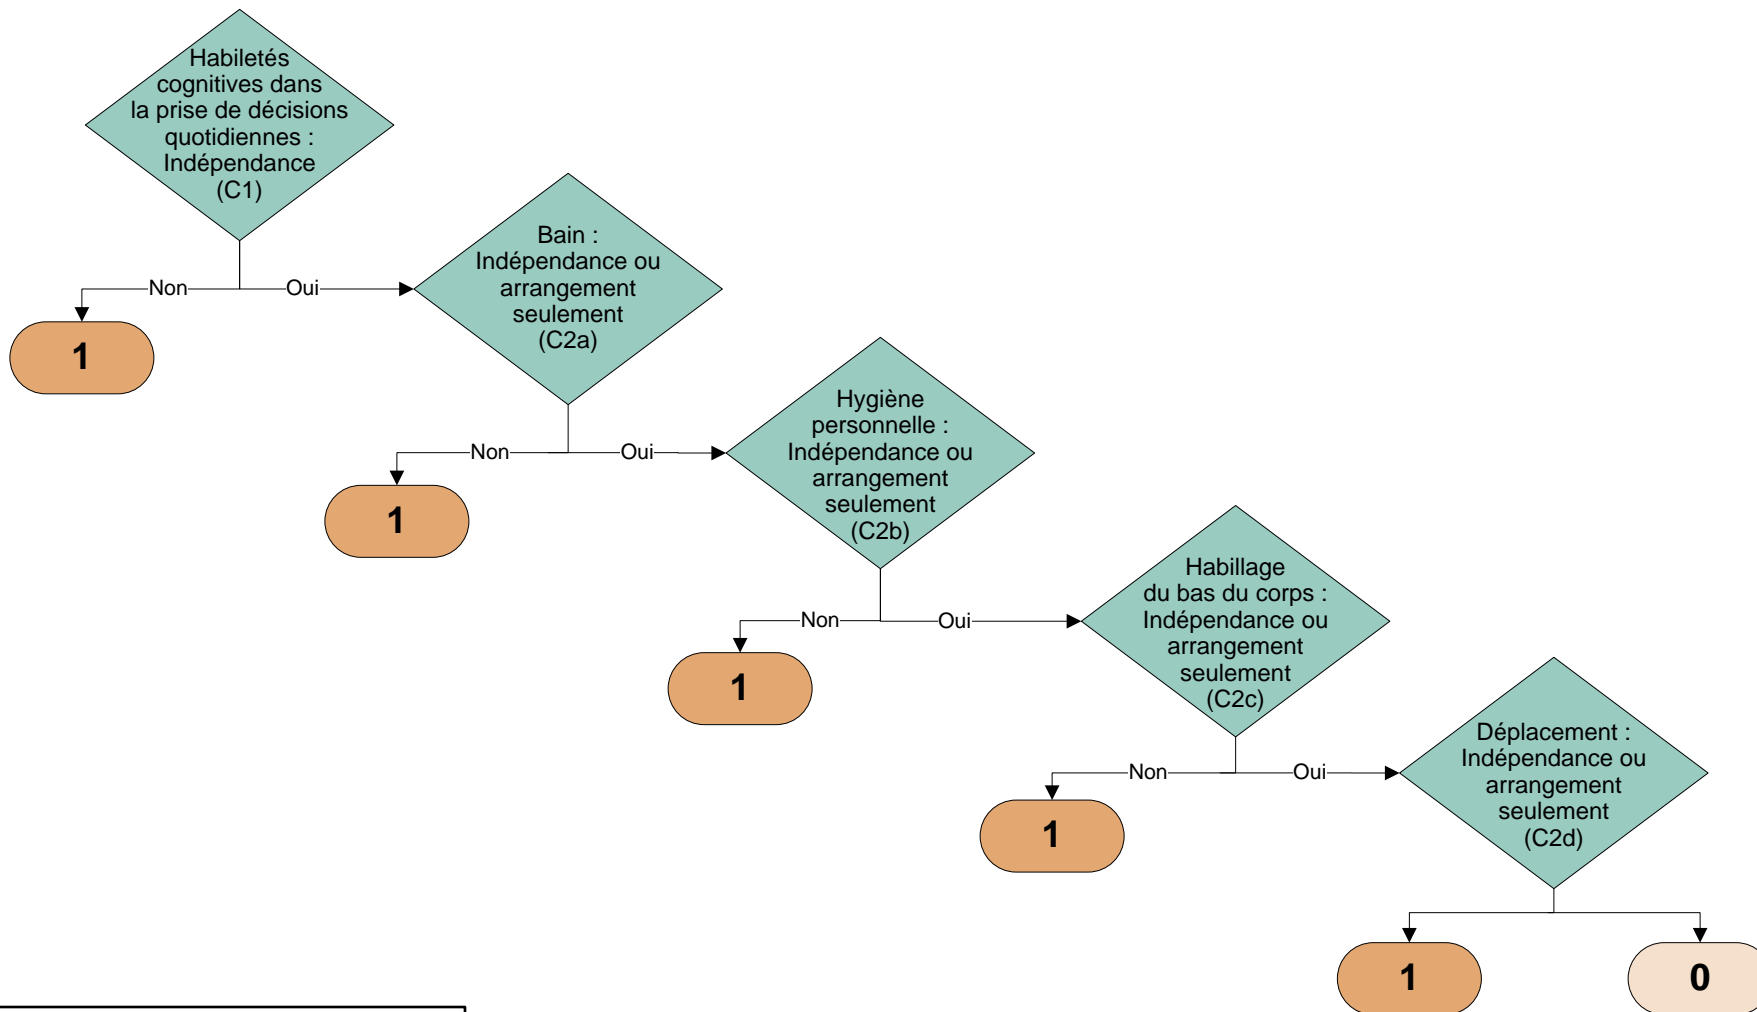 Habiletés
cognitives dans
la prise de décisions
quotidiennes :
Indépendance
(C1)
Non
Oui
1
Bain :
Indépendance ou
arrangement
seulement
(C2a)
Non
Oui
1
Hygiène
personnelle :
Indépendance ou
arrangement
seulement
(C2b)
Non
Oui
1
Habillage
du bas du corps :
Indépendance ou
arrangement
seulement
(C2c)
Non
Oui
1
Déplacement :
Indépendance ou
arrangement
seulement
(C2d)
1
0